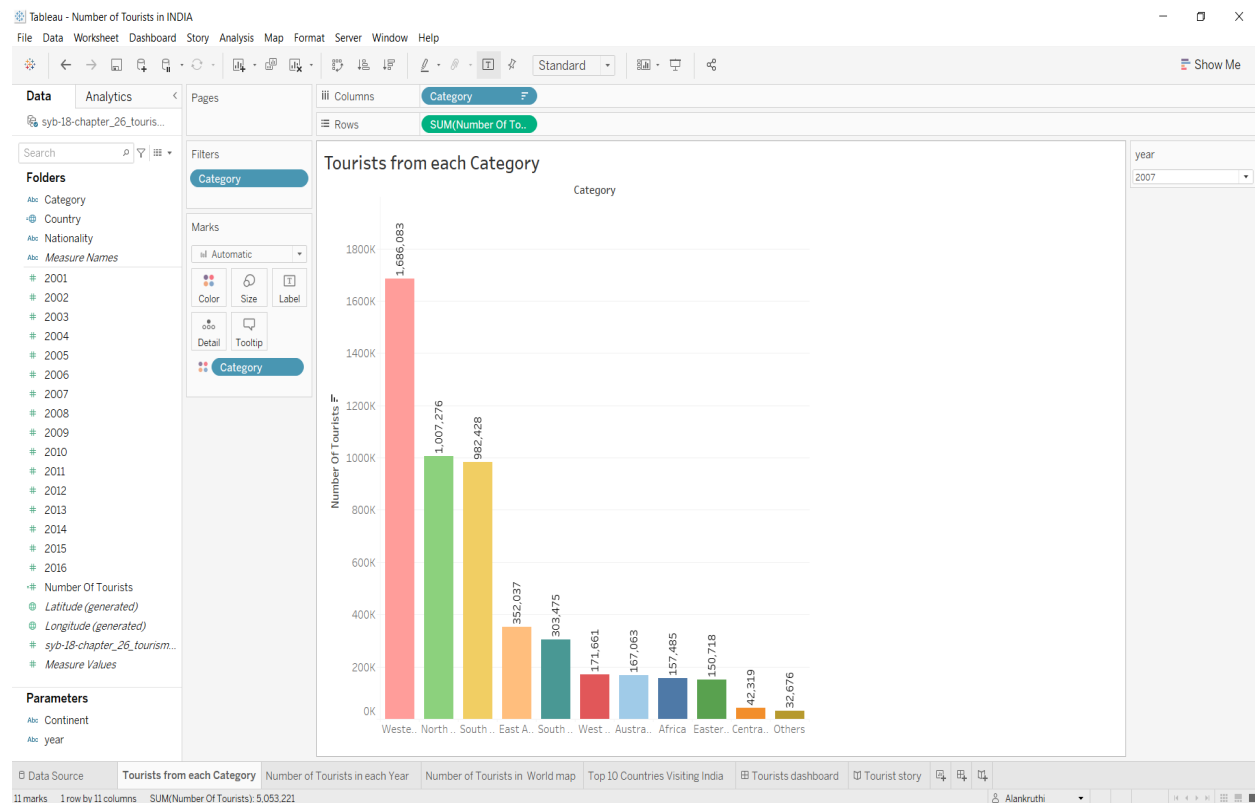 Tableau - Number of Tourists in INDIA
File Data Worksheet Dashboard Story Analysis Map Format Server Window Help
Standard
Show Me
Data Analytics
syb-18-chapter_26_touris...
Search
Folders
Abc Category
Country
Abc Nationality
Abc Measure Names
# 2001
# 2002
# 2003
# 2004
# 2005
# 2006
# 2007
# 2008
# 2009
# 2010
# 2011
# 2012
# 2013
# 2014
# 2015
# 2016
# Number Of Tourists
Latitude (generated)
Longitude (generated)
# syb-18-chapter_26_tourism...
# Measure Values
Parameters
Abc Continent
Abc year
Pages
Filters
Category
Marks
Automatic
Color Size Label
Detail Tooltip
Category
Columns Category
Rows SUM(Number Of To..
Tourists from each Category
Category
Number Of Tourists
1800K
1600K
1400K
1200K
1000K
800K
600K
400K
200K
0K
1,686,083
1,007,276
982,428
352,037
303,475
171,661
167,063
157,485
150,718
42,319
32,676
Weste.. North .. South .. East A.. South .. West .. Austra.. Africa Easter.. Centra.. Others
year
2007
Data Source Tourists from each Category Number of Tourists in each Year Number of Tourists in World map Top 10 Countries Visiting India Tourists dashboard Tourist story
11 marks 1 row by 11 columns SUM(Number Of Tourists): 5,053,221 Alankruthi